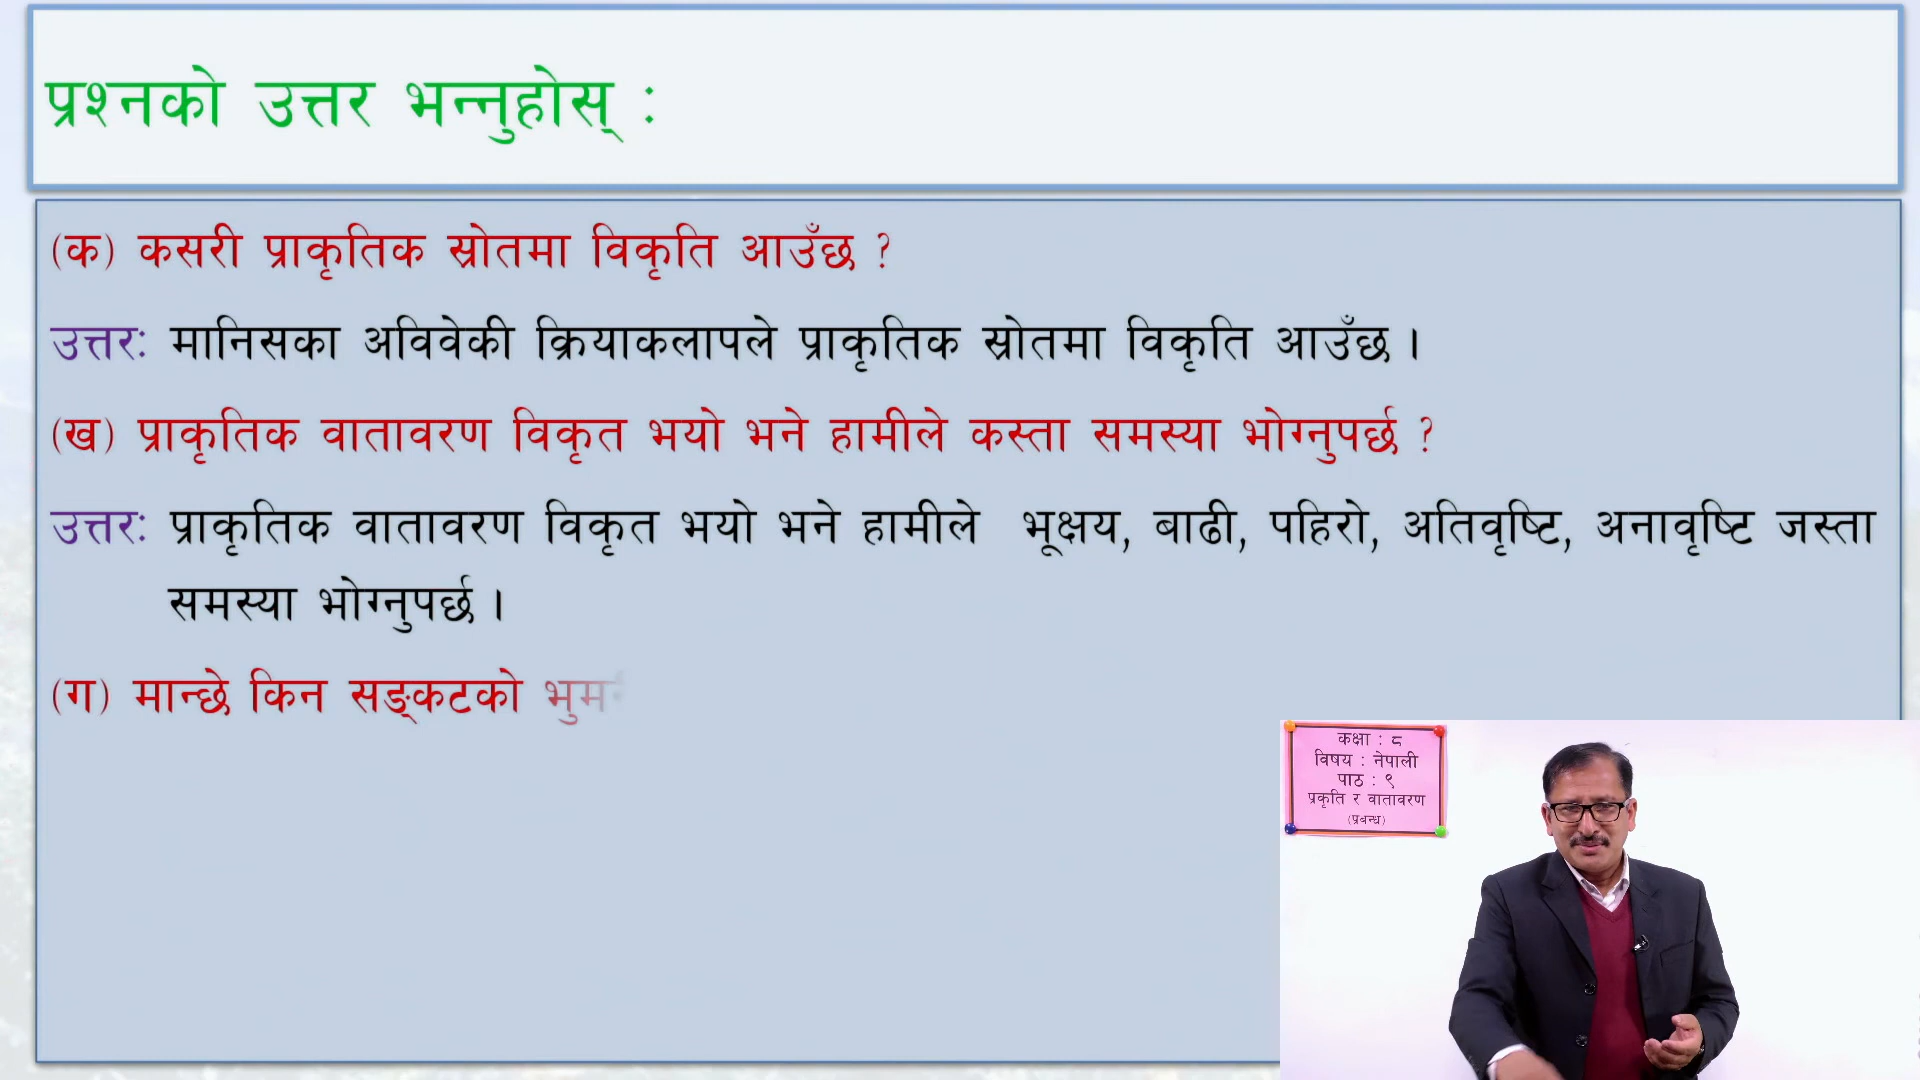 प्रश्नको उत्तर भन्नुहोस् :
(क) कसरी प्राकृतिक स्रोतमा विकृति आउँछ ?
उत्तरः मानिसका अविवेकी क्रियाकलापले प्राकृतिक स्रोतमा विकृति आउँछ ।
(ख) प्राकृतिक वातावरण विकृत भयो भने हामीले कस्ता समस्या भोग्नुपर्छ ?
उत्तरः प्राकृतिक वातावरण विकृत भयो भने हामीले भूक्षय, बाढी, पहिरो, अतिवृष्टि, अनावृष्टि जस्ता
समस्या भोग्नुपर्छ ।
(ग) मान्छे किन सङ्कटको
कक्षा : ८
विषय : नेपाली
पाठ : ९
प्रकृति र वातावरण
(प्रबन्ध)